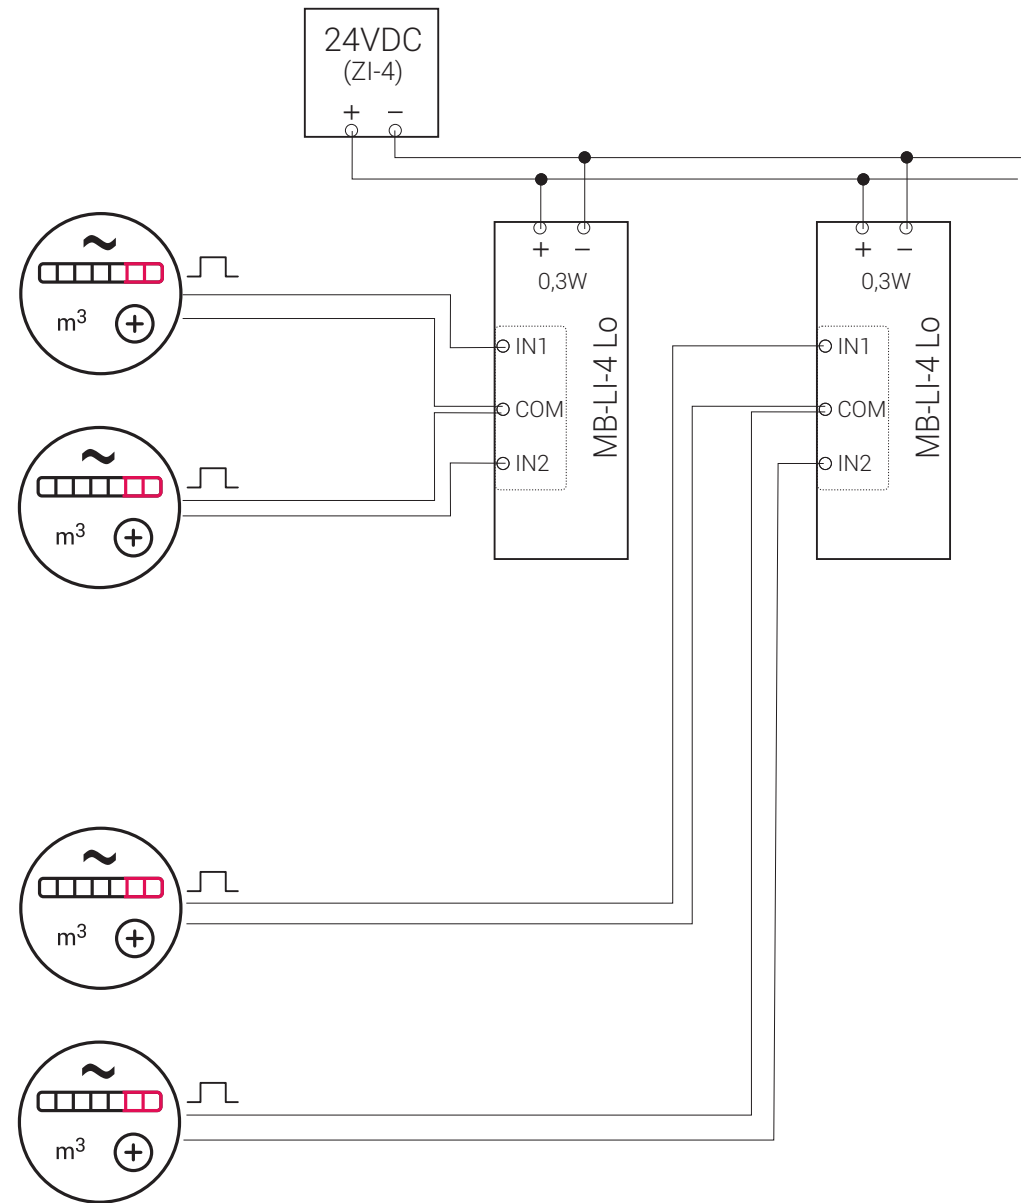 24VDC
(ZI-4)
+ −
+ −
0,3W
IN1
COM
IN2
MB-LI-4 Lo
+ −
0,3W
IN1
COM
IN2
MB-LI-4 Lo
~
m³ +
~
m³ +
~
m³ +
~
m³ +